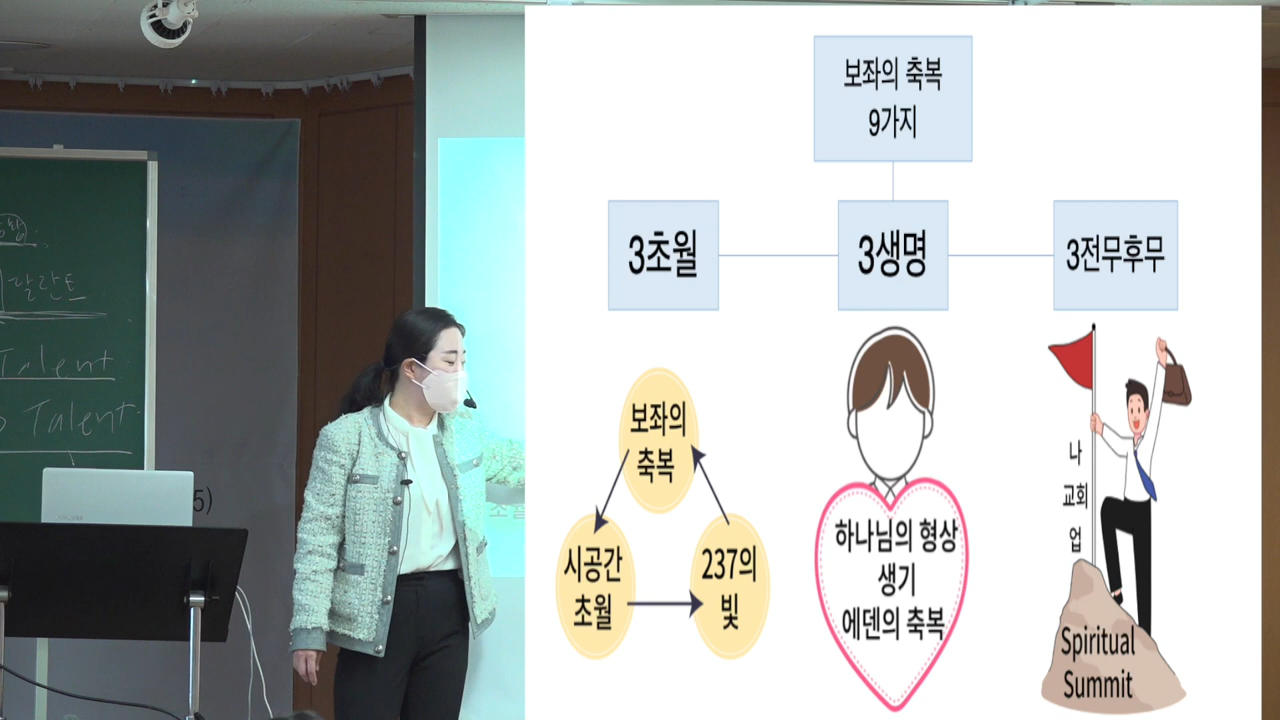 달란트
Talent
Talent
5)
보좌의 축복
9가지
3초월
3생명
3전무후무
보좌의
축복
시공간
초월
237의
빛
하나님의 형상
생기
에덴의 축복
나
교회
업
Spiritual
Summit